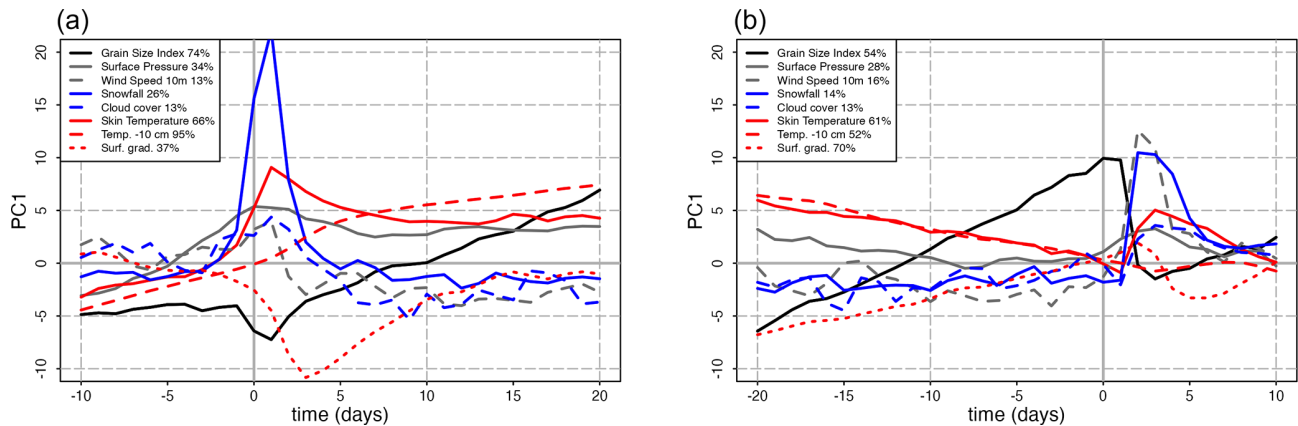 (a)
Grain Size Index 74%
Surface Pressure 34%
Wind Speed 10m 13%
Snowfall 26%
Cloud cover 13%
Skin Temperature 66%
Temp. -10 cm 95%
Surf. grad. 37%
PC1
20
15
10
5
0
-5
-10
-10 -5 0 5 10 15 20
time (days)
(b)
Grain Size Index 54%
Surface Pressure 28%
Wind Speed 10m 16%
Snowfall 14%
Cloud cover 13%
Skin Temperature 61%
Temp. -10 cm 52%
Surf. grad. 70%
PC1
20
15
10
5
0
-5
-10
-20 -15 -10 -5 0 5 10
time (days)